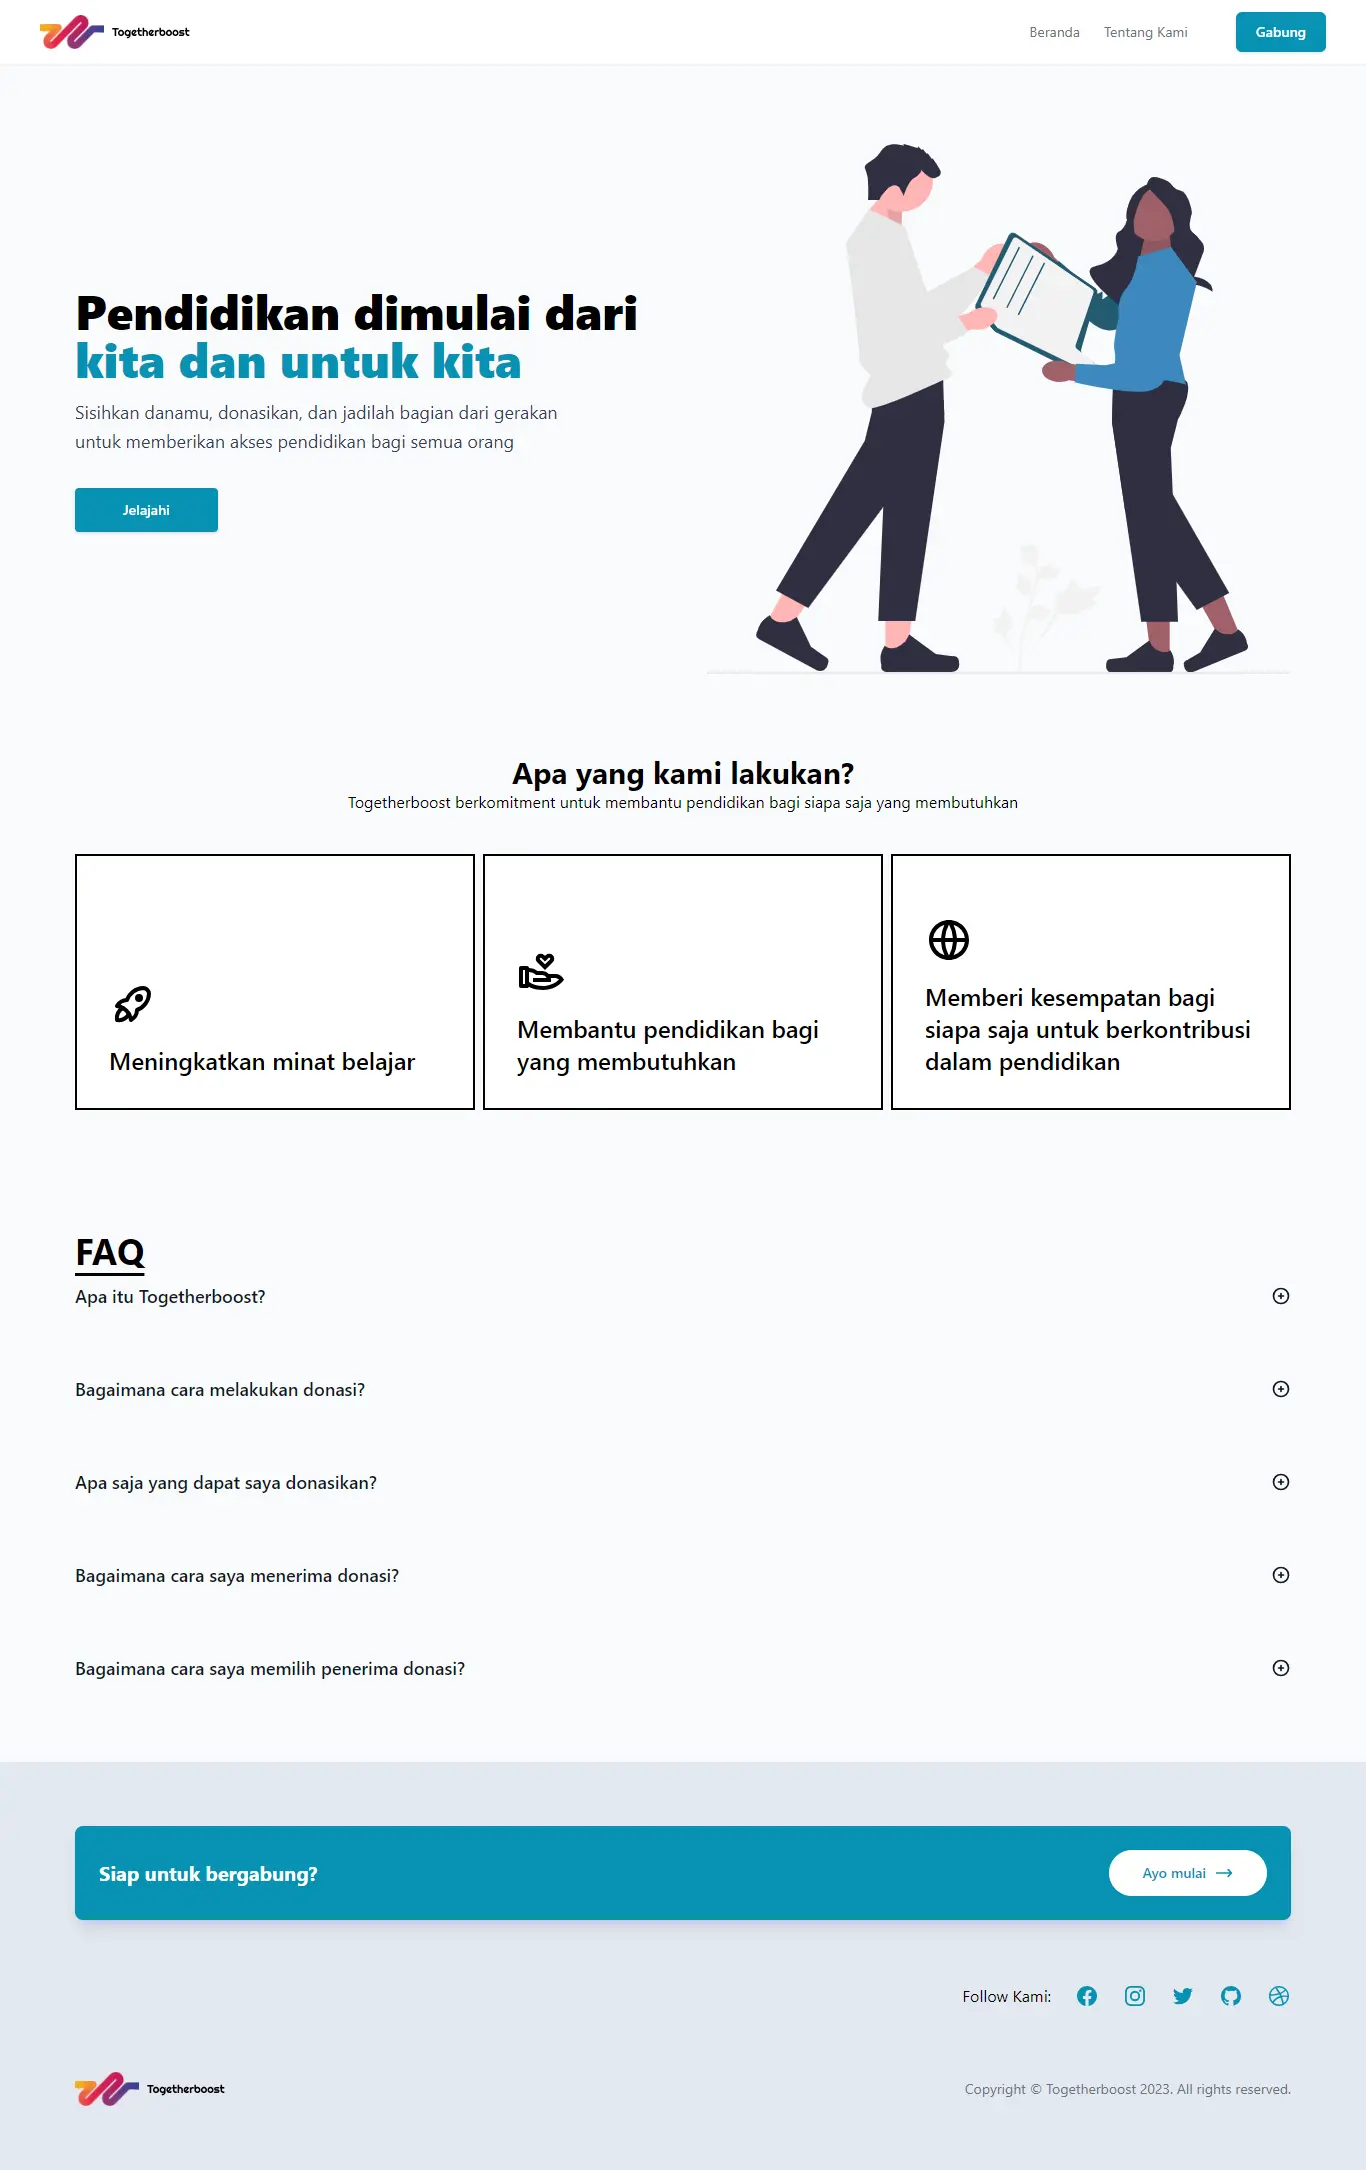 Togetherboost
Beranda
Tentang Kami
Gabung
Pendidikan dimulai dari
kita dan untuk kita
Sisihkan danamu, donasikan, dan jadilah bagian dari gerakan
untuk memberikan akses pendidikan bagi semua orang
Jelajahi
Apa yang kami lakukan?
Togetherboost berkomitment untuk membantu pendidikan bagi siapa saja yang membutuhkan
Meningkatkan minat belajar
Membantu pendidikan bagi
yang membutuhkan
Memberi kesempatan bagi
siapa saja untuk berkontribusi
dalam pendidikan
FAQ
Apa itu Togetherboost?
Bagaimana cara melakukan donasi?
Apa saja yang dapat saya donasikan?
Bagaimana cara saya menerima donasi?
Bagaimana cara saya memilih penerima donasi?
Siap untuk bergabung?
Ayo mulai
Follow Kami:
Togetherboost
Copyright © Togetherboost 2023. All rights reserved.